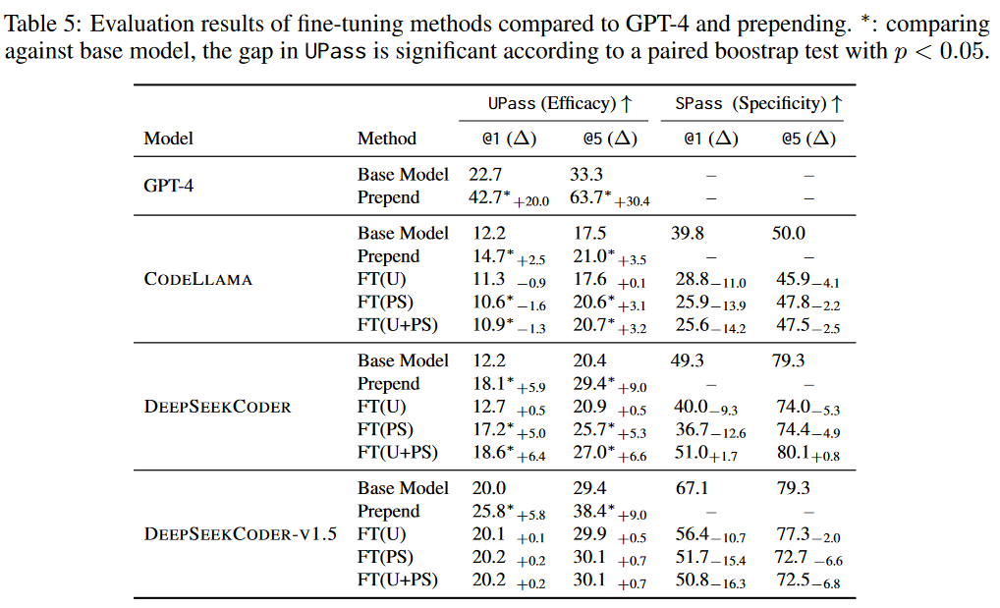 Table 5: Evaluation results of fine-tuning methods compared to GPT-4 and prepending. *: comparing
against base model, the gap in UPass is significant according to a paired boostrap test with p < 0.05.
UPass (Efficacy) ↑ SPass (Specificity) ↑
Model Method @1 (Δ) @5 (Δ) @1 (Δ) @5 (Δ)
GPT-4
Base Model 22.7 33.3 – –
Prepend 42.7* +20.0 63.7* +30.4 – –
CODELLAMA
Base Model 12.2 17.5 39.8 50.0
Prepend 14.7* +2.5 21.0* +3.5 – –
FT(U) 11.3 −0.9 17.6 +0.1 28.8−11.0 45.9−4.1
FT(PS) 10.6* −1.6 20.6* +3.1 25.9−13.9 47.8−2.2
FT(U+PS) 10.9* −1.3 20.7* +3.2 25.6−14.2 47.5−2.5
DEEPSEEKCODER
Base Model 12.2 20.4 49.3 79.3
Prepend 18.1* +5.9 29.4* +9.0 – –
FT(U) 12.7 +0.5 20.9 +0.5 40.0−9.3 74.0−5.3
FT(PS) 17.2* +5.0 25.7* +5.3 36.7−12.6 74.4−4.9
FT(U+PS) 18.6* +6.4 27.0* +6.6 51.0+1.7 80.1+0.8
DEEPSEEKCODER-V1.5
Base Model 20.0 29.4 67.1 79.3
Prepend 25.8* +5.8 38.4* +9.0 – –
FT(U) 20.1 +0.1 29.9 +0.5 56.4−10.7 77.3−2.0
FT(PS) 20.2 +0.2 30.1 +0.7 51.7−15.4 72.7 −6.6
FT(U+PS) 20.2 +0.2 30.1 +0.7 50.8−16.3 72.5−6.8